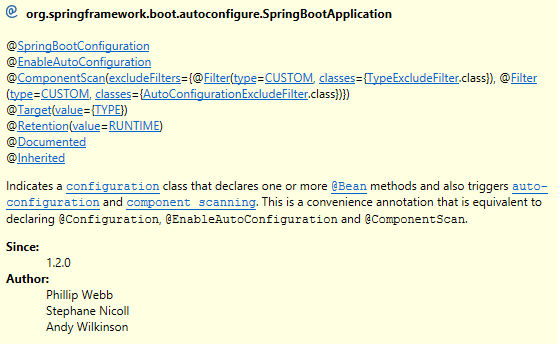 @ org.springframework.boot.autoconfigure.SpringBootApplication
@SpringBootConfiguration
@EnableAutoConfiguration
@ComponentScan(excludeFilters={@Filter(type=CUSTOM, classes={TypeExcludeFilter.class}), @Filter
(type=CUSTOM, classes={AutoConfigurationExcludeFilter.class})})
@Target(value={TYPE})
@Retention(value=RUNTIME)
@Documented
@Inherited
Indicates a configuration class that declares one or more @Bean methods and also triggers auto-
configuration and component scanning. This is a convenience annotation that is equivalent to
declaring @Configuration, @EnableAutoConfiguration and @ComponentScan.
Since:
1.2.0
Author:
Phillip Webb
Stephane Nicoll
Andy Wilkinson